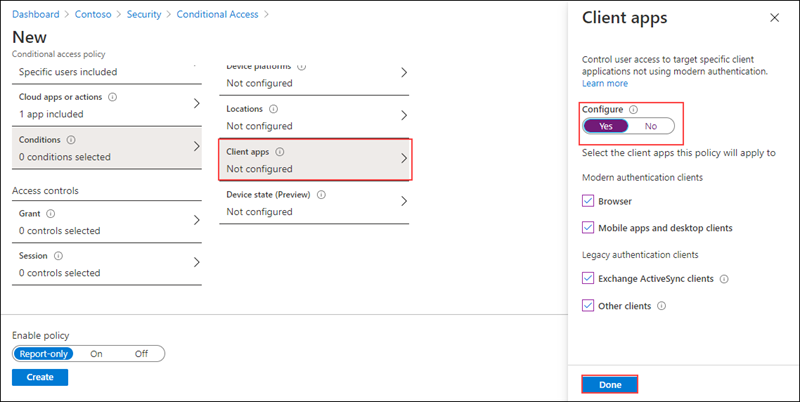 Dashboard > Contoso > Security > Conditional Access >
New
Conditional access policy
Specific users included
Cloud apps or actions
1 app included
Conditions
0 conditions selected
Access controls
Grant
0 controls selected
Session
0 controls selected
Device platforms
Not configured
Locations
Not configured
Client apps
Not configured
Device state (Preview)
Not configured
Enable policy
Report-only On Off
Create
Client apps
Control user access to target specific client
applications not using modern authentication.
Learn more
Configure
Yes No
Select the client apps this policy will apply to
Modern authentication clients
Browser
Mobile apps and desktop clients
Legacy authentication clients
Exchange ActiveSync clients
Other clients
Done